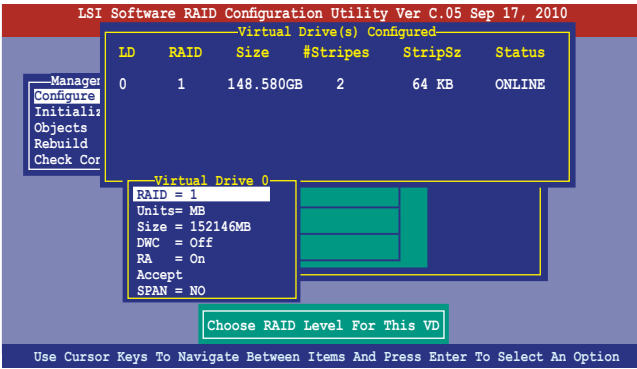 LSI Software RAID Configuration Utility Ver C.05 Sep 17, 2010
Virtual Drive(s) Configured
LD RAID Size #Stripes StripSz Status
0 1 148.580GB 2 64 KB ONLINE
Manager
Configure
Initializ
Objects
Rebuild
Check Con
Virtual Drive 0
RAID = 1
Units= MB
Size = 152146MB
DWC = Off
RA = On
Accept
SPAN = NO
Choose RAID Level For This VD
Use Cursor Keys To Navigate Between Items And Press Enter To Select An Option